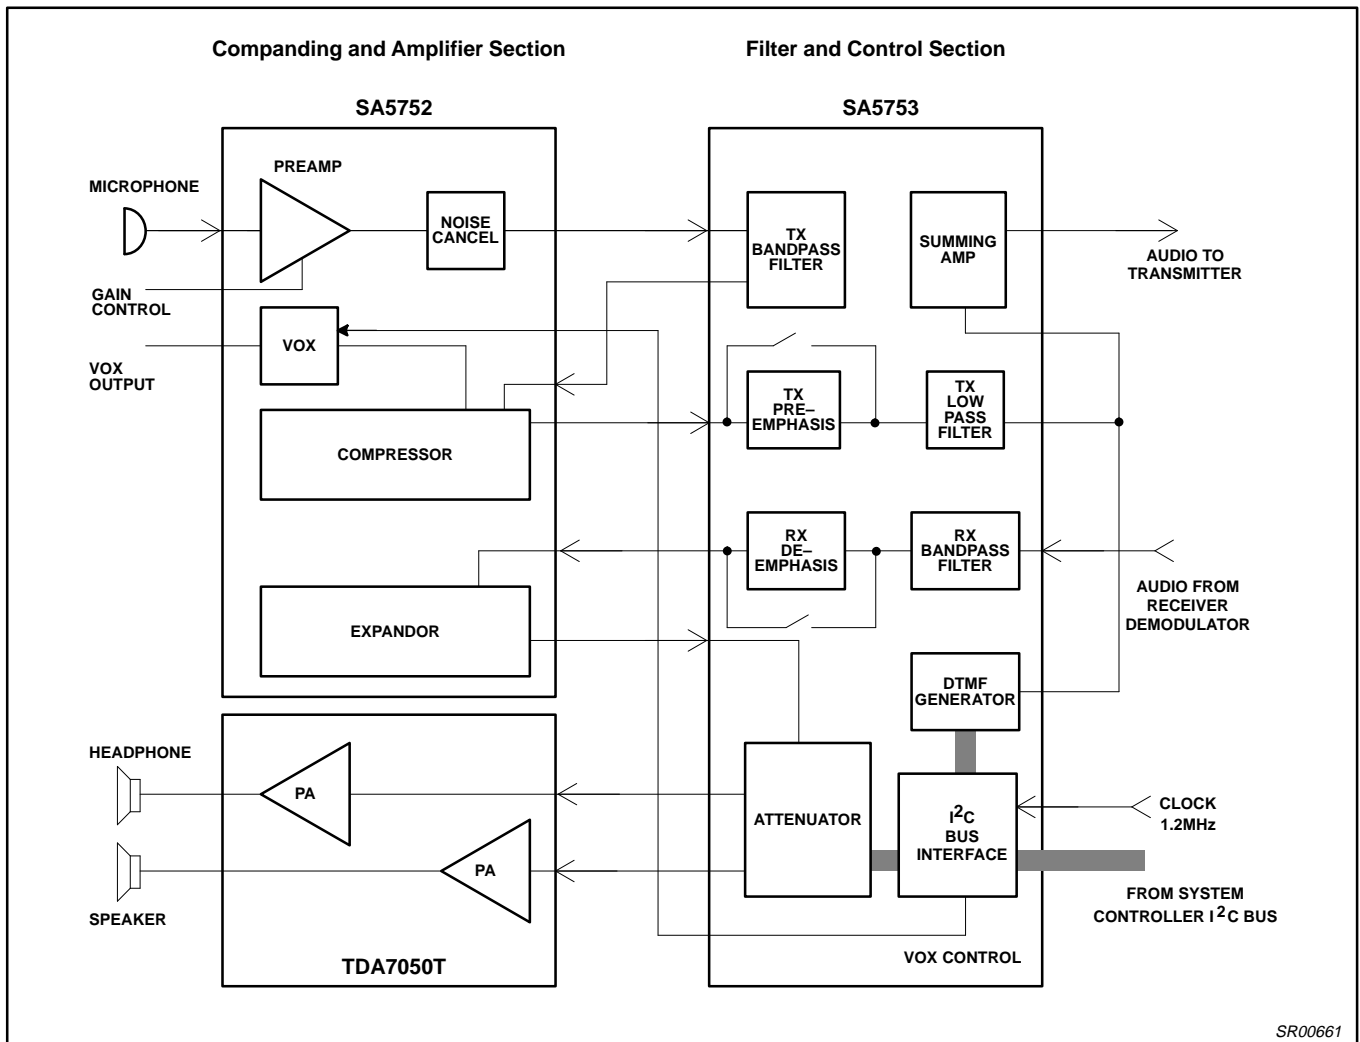 Companding and Amplifier Section
Filter and Control Section
SA5752
SA5753
PREAMP
MICROPHONE
NOISE
CANCEL
TX
BANDPASS
FILTER
SUMMING
AMP
AUDIO TO
TRANSMITTER
GAIN
CONTROL
VOX
VOX
OUTPUT
TX
PRE–
EMPHASIS
TX
LOW
PASS
FILTER
COMPRESSOR
RX
DE–
EMPHASIS
RX
BANDPASS
FILTER
AUDIO FROM
RECEIVER
DEMODULATOR
EXPANDOR
DTMF
GENERATOR
HEADPHONE
PA
ATTENUATOR
I2C
BUS
INTERFACE
CLOCK
1.2MHz
PA
SPEAKER
FROM SYSTEM
CONTROLLER I2C BUS
VOX CONTROL
TDA7050T
SR00661